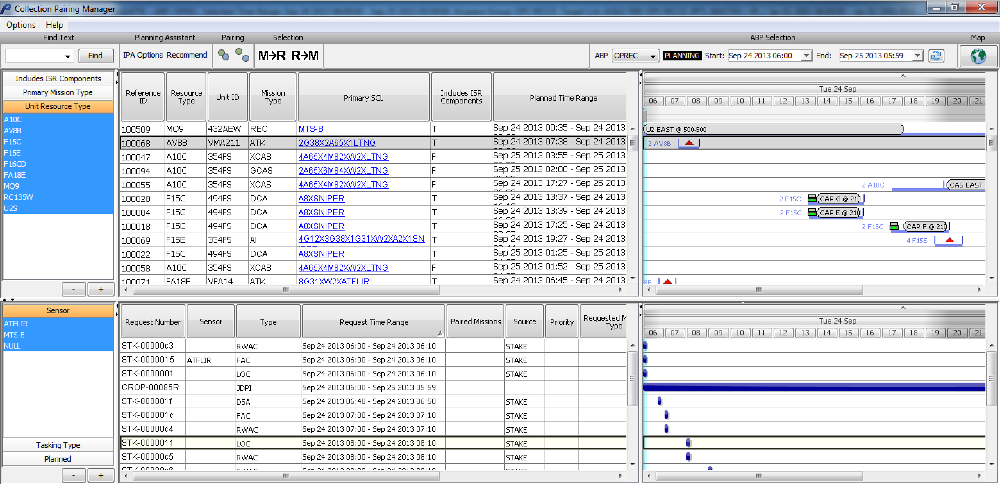 Collection Pairing Manager
Options Help
Find Text Planning Assistant Pairing Selection ABP Selection Map
Find IPA Options Recommend M→R R→M ABP OPREC PLANNING Start: Sep 24 2013 06:00 End: Sep 25 2013 05:59
Includes ISR Components
Primary Mission Type
Unit Resource Type
A10C
AV8B
F15C
F15E
F16CD
FA18E
MQ9
RC135W
U2S
- +
Reference ID Resource Type Unit ID Mission Type Primary SCL Includes ISR Components Planned Time Range
100509 MQ9 432AEW REC MTS-B T Sep 24 2013 00:35 - Sep 24 2013
100068 AV8B VMA211 ATK 2G38X2A65X1LTNG T Sep 24 2013 07:38 - Sep 24 2013
100047 A10C 354FS XCAS 4A65X4M82XW2XLTNG F Sep 25 2013 03:55 - Sep 25 2013
100094 A10C 354FS GCAS 2A65X6M84XW2XLTNG F Sep 25 2013 02:00 - Sep 25 2013
100055 A10C 354FS XCAS 4A65X4M82XW2XLTNG F Sep 24 2013 17:27 - Sep 25 2013
100028 F15C 494FS DCA A8XSNIPER T Sep 24 2013 13:37 - Sep 24 2013
100004 F15C 494FS DCA A8XSNIPER T Sep 24 2013 13:39 - Sep 24 2013
100018 F15C 494FS DCA A8XSNIPER T Sep 24 2013 17:25 - Sep 24 2013
100069 F15E 334FS AI 4G12X3G38X1G31XW2XA2X1SN T Sep 24 2013 19:27 - Sep 24 2013
100022 F15C 494FS DCA A8XSNIPER T Sep 25 2013 01:25 - Sep 25 2013
100058 A10C 354FS XCAS 4A65X4M82XW2XLTNG F Sep 25 2013 01:52 - Sep 25 2013
100071 FA18E VFA14 ATK 8G31XW2XATFLIR T Sep 24 2013 06:45 - Sep 24 2013
Tue 24 Sep
06 07 08 09 10 11 12 13 14 15 16 17 18 19 20 21
U2 EAST @ 500-500
2 AV8B
2 A10C CAS EAST
2 F15C CAP G @ 210
2 F15C CAP E @ 210
2 F15C CAP F @ 210
4 F15E
8E
Sensor
ATFLIR
MTS-B
NULL
Tasking Type
Planned
- +
Request Number Sensor Type Request Time Range Paired Missions Source Priority Requested M Type
STK-00000c3 RWAC Sep 24 2013 06:00 - Sep 24 2013 06:10 STAKE
STK-0000015 ATFLIR FAC Sep 24 2013 06:00 - Sep 24 2013 06:10 STAKE
STK-0000001 LOC Sep 24 2013 06:00 - Sep 24 2013 06:10 STAKE
CROP-00085R JDPI Sep 24 2013 06:00 - Sep 25 2013 05:59
STK-000001f DSA Sep 24 2013 06:40 - Sep 24 2013 06:50 STAKE
STK-000001c FAC Sep 24 2013 07:00 - Sep 24 2013 07:10 STAKE
STK-00000c4 RWAC Sep 24 2013 07:00 - Sep 24 2013 07:10 STAKE
STK-0000011 LOC Sep 24 2013 08:00 - Sep 24 2013 08:10 STAKE
STK-00000c5 RWAC Sep 24 2013 08:00 - Sep 24 2013 08:10 STAKE
Tue 24 Sep
06 07 08 09 10 11 12 13 14 15 16 17 18 19 20 21